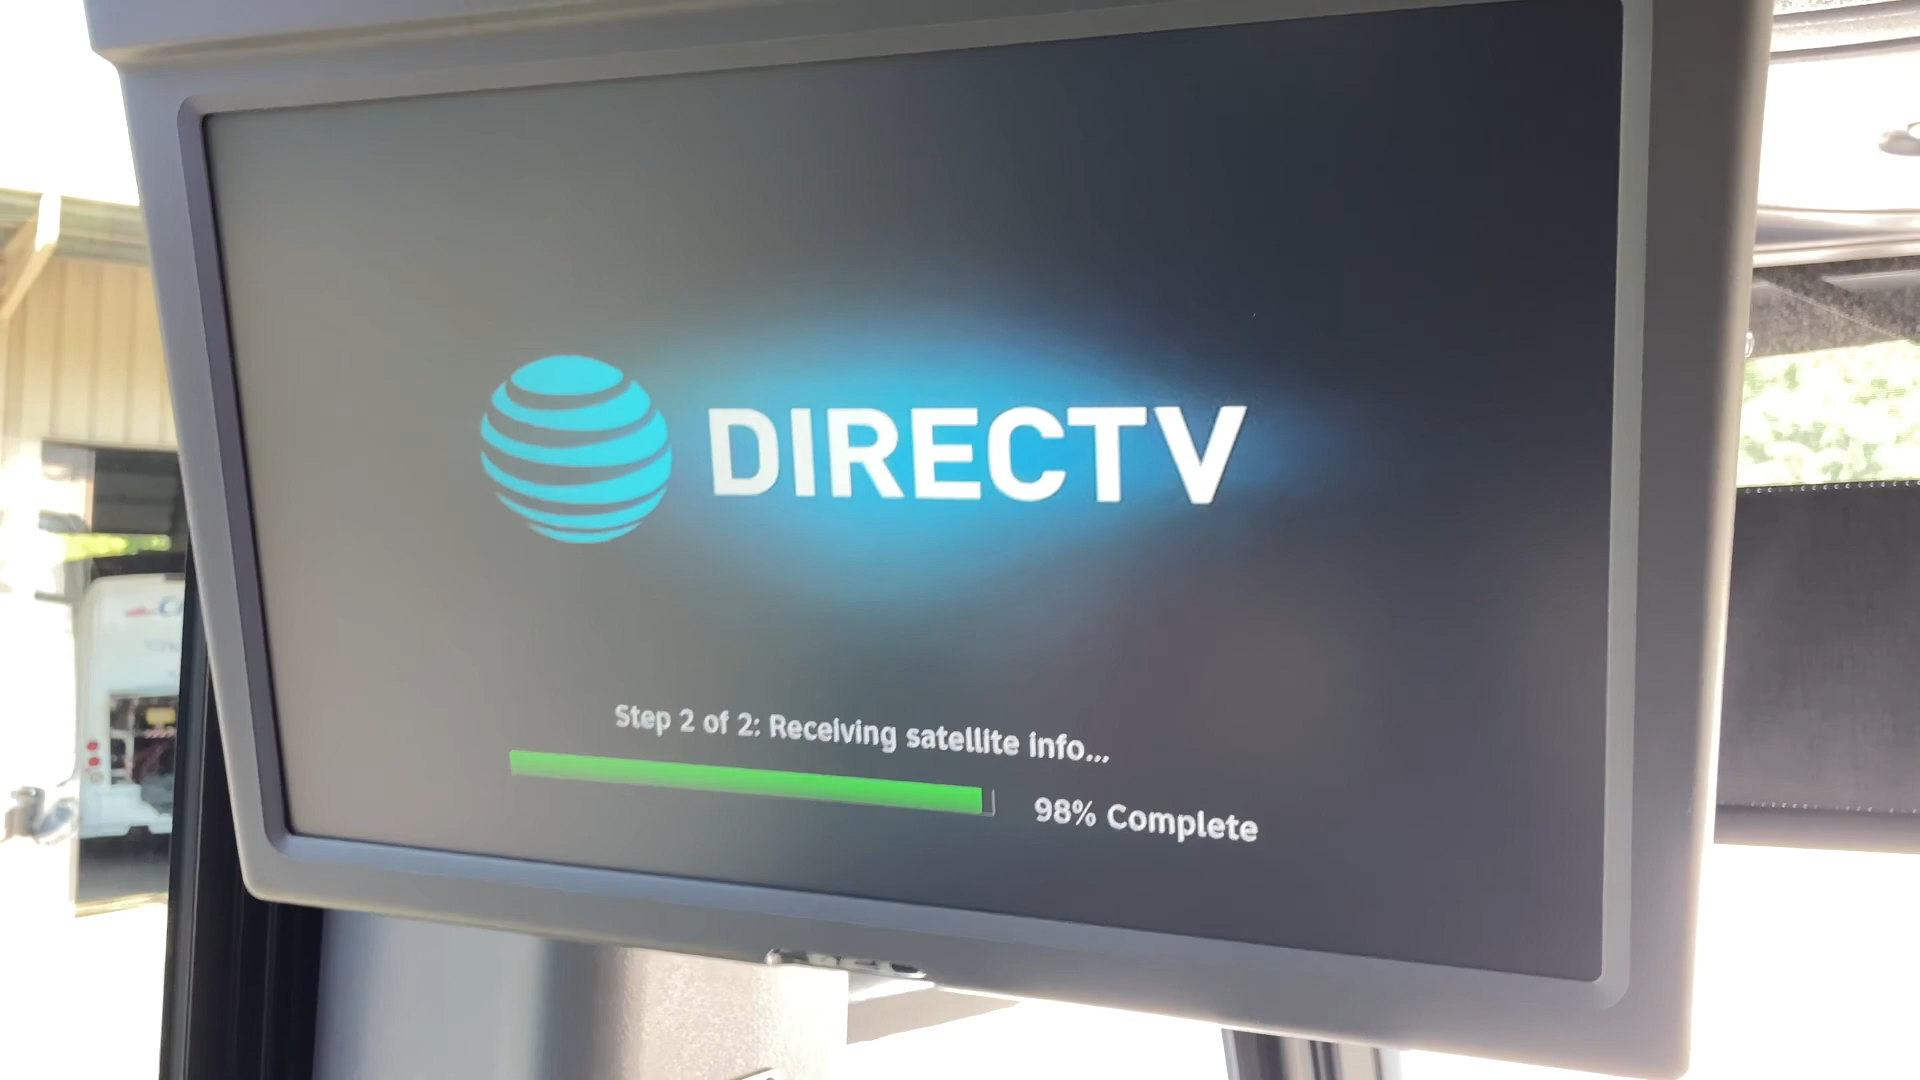 DIRECTV
Step 2 of 2: Receiving satellite info...
98% Complete